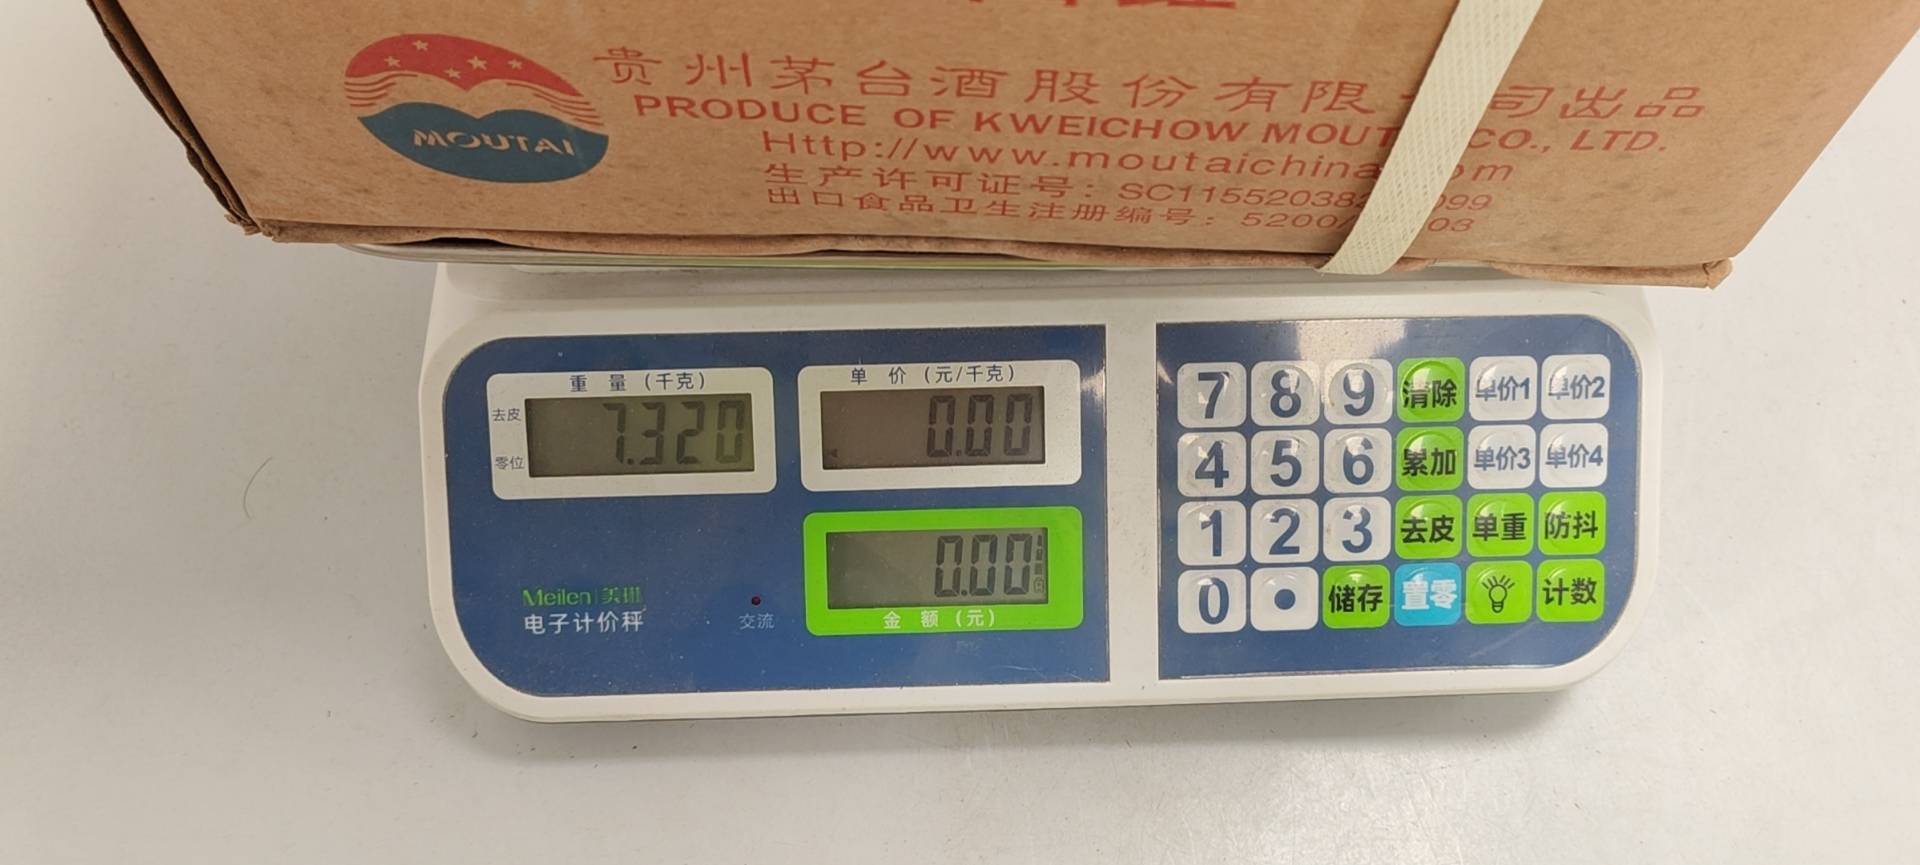 MOUTAI
贵州茅台酒股份有限 司出品
PRODUCE OF KWEICHOW MOUT CO., LTD.
Http://www.moutaichina om
生产许可证号: SC11552038 099
出口食品卫生注册编号: 5200/ 03
重 量 (千克)
去皮
零位
7.320
单 价 (元/千克)
0.00
0.00
金 额 (元)
Meilen 美琳
电子计价秤
交流
7 8 9 清除 单价1 单价2
4 5 6 累加 单价3 单价4
1 2 3 去皮 单重 防抖
0 • 储存 置零 计数